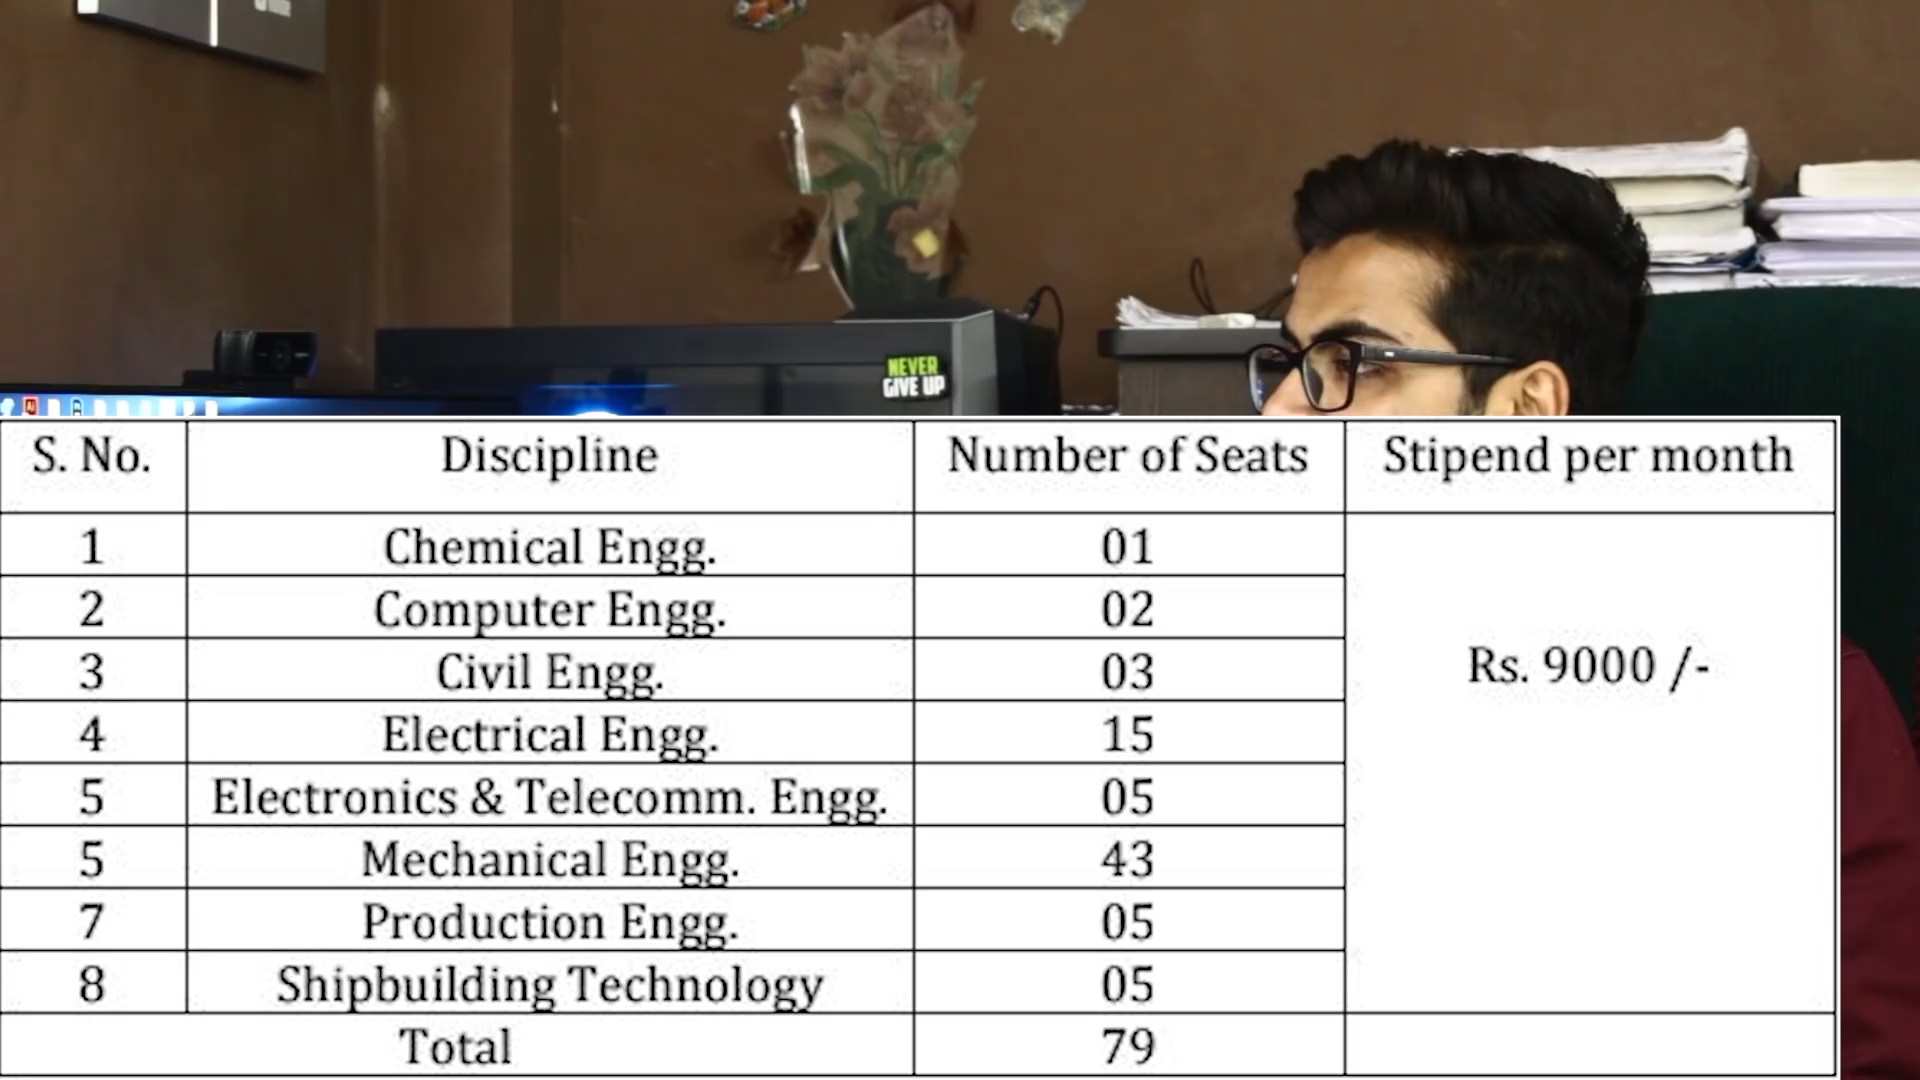 NEVER
GIVE UP
S. No. Discipline Number of Seats Stipend per month
1 Chemical Engg. 01
2 Computer Engg. 02
3 Civil Engg. 03 Rs. 9000 /-
4 Electrical Engg. 15
5 Electronics & Telecomm. Engg. 05
5 Mechanical Engg. 43
7 Production Engg. 05
8 Shipbuilding Technology 05
Total 79